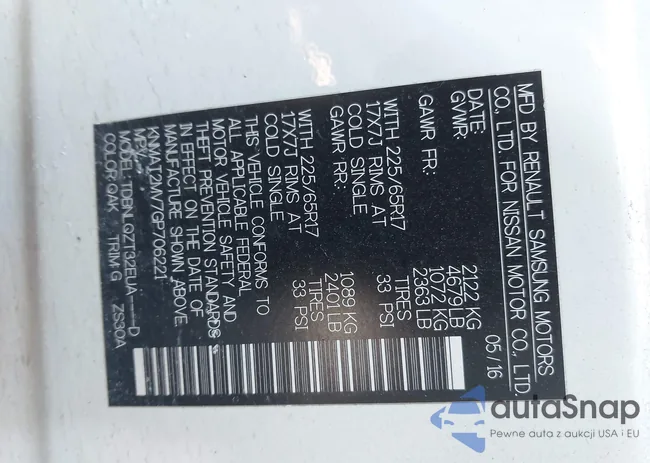 MFD BY RENAULT SAMSUNG MOTORS
CO., LTD. FOR NISSAN MOTOR CO., LTD.
DATE: 05/16
GVWR: 2122 KG
4679LB
GAWR FR: 1072 KG
2363 LB
WITH 225/65R17 TIRES
17X7J RIMS AT 33 PSI
COLD SINGLE
GAWR RR: 1089 KG
2401 LB
WITH 225/65R17 TIRES
17X7J RIMS AT 33 PSI
COLD SINGLE
THIS VEHICLE CONFORMS TO
ALL APPLICABLE FEDERAL
MOTOR VEHICLE SAFETY AND
THEFT PREVENTION STANDARDS
IN EFFECT ON THE DATE OF
MANUFACTURE SHOWN ABOVE.
KNMAT2MV7GP706221
MPV
MODEL: TDBNLQZT32EUA-----D
COLOR: QAK TRIM: G ZS30A
autaSnap
Pewne auta z aukcji USA i EU